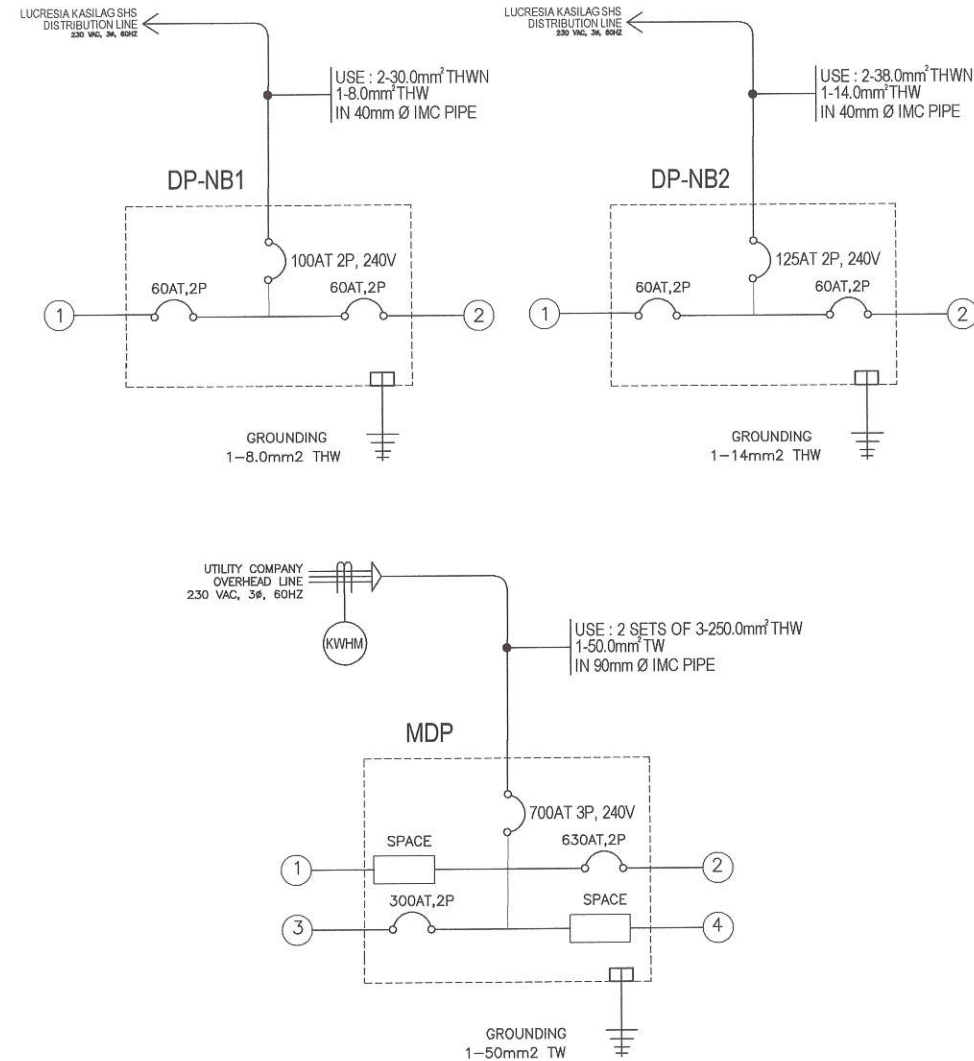 LUCRESIA KASILAG SHS
DISTRIBUTION LINE
230 VAC, 3ø, 60HZ
USE : 2-30.0mm² THWN
1-8.0mm² THW
IN 40mm Ø IMC PIPE
DP-NB1
100AT 2P, 240V
60AT,2P
60AT,2P
1
2
GROUNDING
1-8.0mm2 THW
LUCRESIA KASILAG SHS
DISTRIBUTION LINE
230 VAC, 3ø, 60HZ
USE : 2-38.0mm² THWN
1-14.0mm² THW
IN 40mm Ø IMC PIPE
DP-NB2
125AT 2P, 240V
60AT,2P
60AT,2P
1
2
GROUNDING
1-14mm2 THW
UTILITY COMPANY
OVERHEAD LINE
230 VAC, 3ø, 60HZ
KWHM
USE : 2 SETS OF 3-250.0mm² THW
1-50.0mm² TW
IN 90mm Ø IMC PIPE
MDP
700AT 3P, 240V
SPACE
630AT,2P
1
2
300AT,2P
SPACE
3
4
GROUNDING
1-50mm2 TW